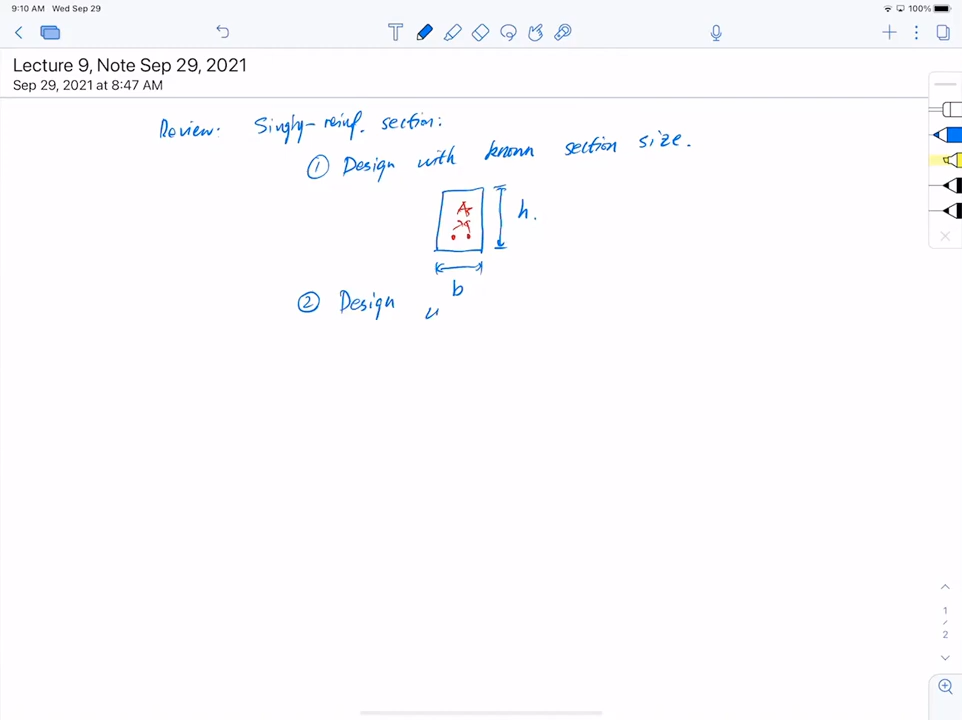 9:10 AM Wed Sep 29
100%
T
Lecture 9, Note Sep 29, 2021
Sep 29, 2021 at 8:47 AM
Review: Singly-reinf. section:
① Design with known section size.
As
h.
b
② Design
1
/
2